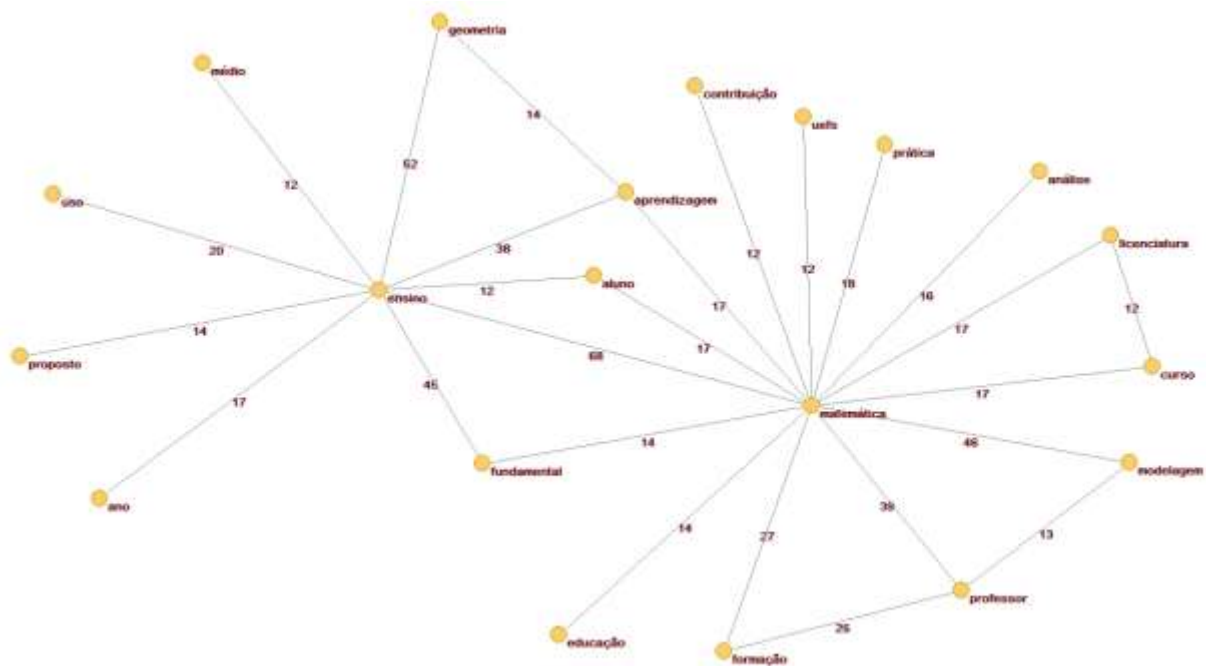 geometria
médio
contribuição
uefs
14
prática
62
análise
12
uso
aprendizagem
licenciatura
20
38
12
12
aluno
18
16
ensino
12
17
12
14
17
17
proposto
68
curso
45
17
17
matemática
14
46
fundamental
modelagem
ano
38
14
27
13
professor
26
educação
formação